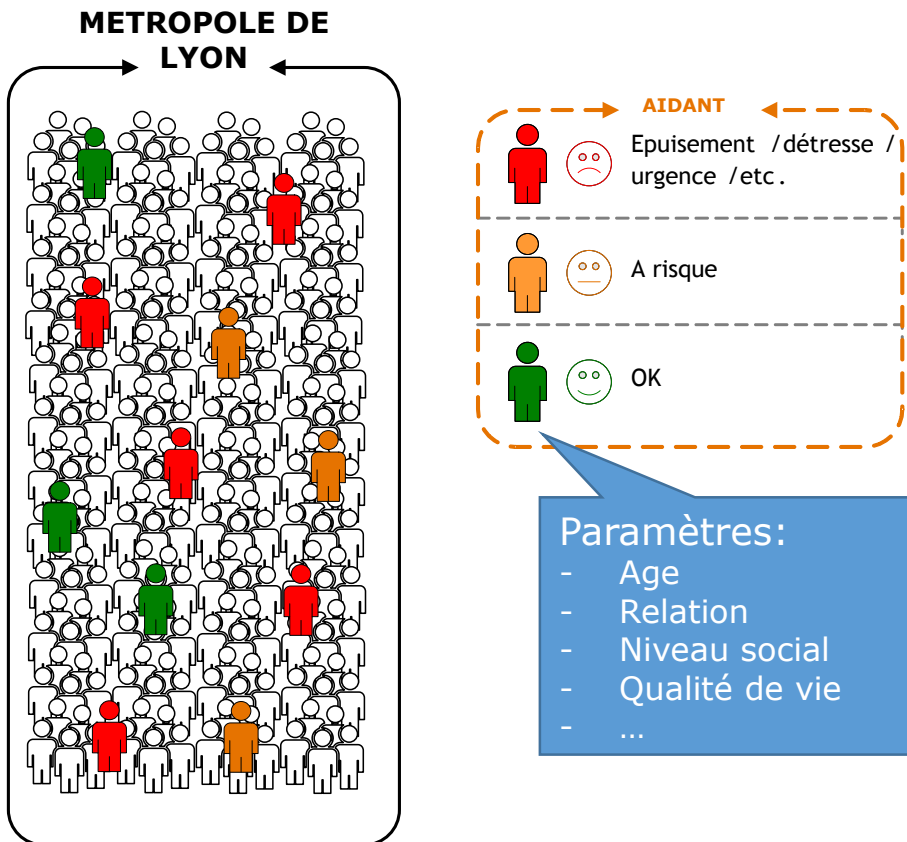 METROPOLE DE
LYON
AIDANT
Epuisement /détresse /
urgence /etc.
A risque
OK
Paramètres:
- Age
- Relation
- Niveau social
- Qualité de vie
- …